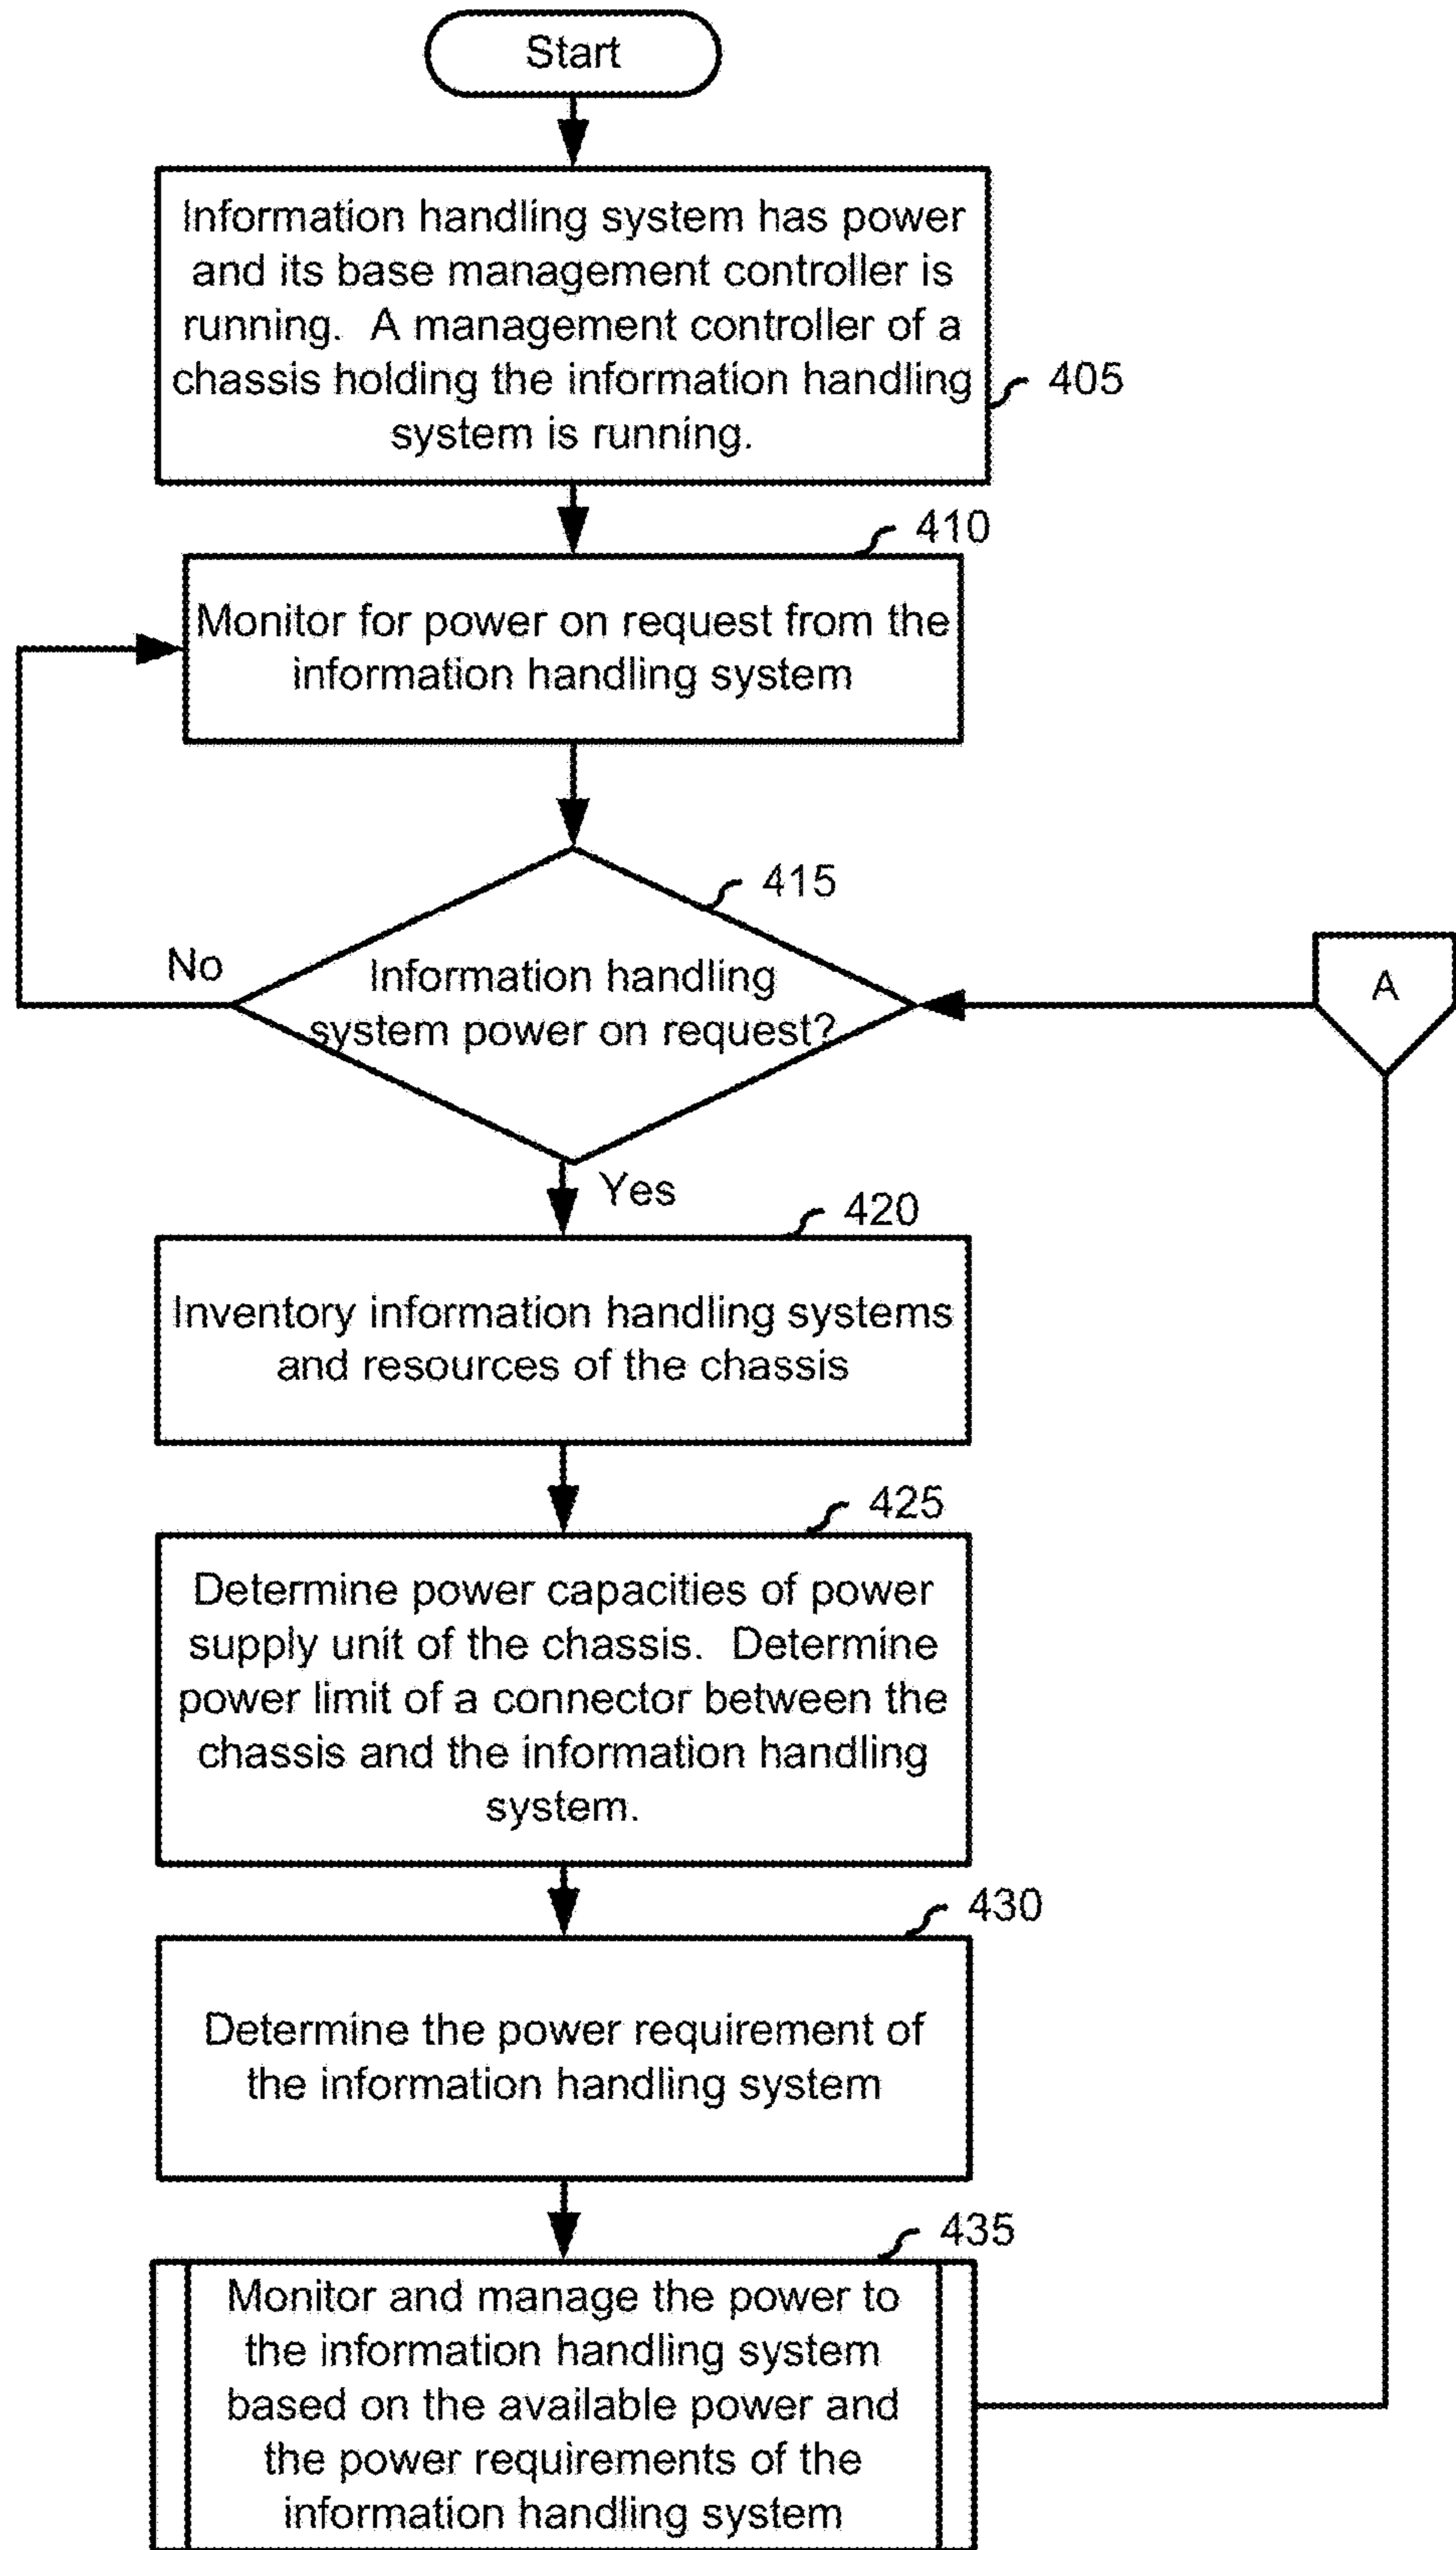 Start
Information handling system has power
and its base management controller is
running. A management controller of a
chassis holding the information handling
system is running.
405
410
Monitor for power on request from the
information handling system
415
No
Information handling
system power on request?
A
Yes
420
Inventory information handling systems
and resources of the chassis
425
Determine power capacities of power
supply unit of the chassis. Determine
power limit of a connector between the
chassis and the information handling
system.
430
Determine the power requirement of
the information handling system
435
Monitor and manage the power to
the information handling system
based on the available power and
the power requirements of the
information handling system